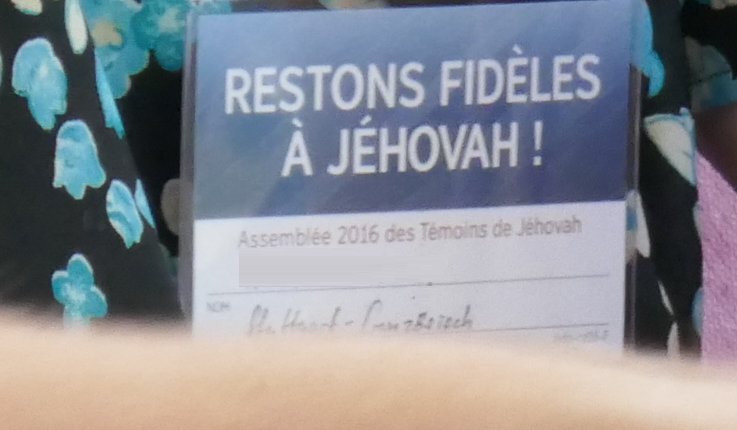 RESTONS FIDÈLES
À JÉHOVAH !
Assemblée 2016 des Témoins de Jéhovah
NOM